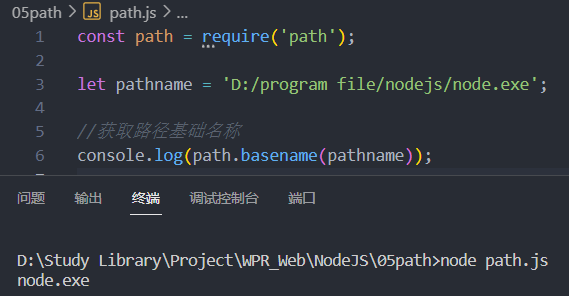 05path > JS path.js > ...
1 const path = require('path');
2
3 let pathname = 'D:/program file/nodejs/node.exe';
4
5 //获取路径基础名称
6 console.log(path.basename(pathname));
问题 输出 终端 调试控制台 端口
D:\Study Library\Project\WPR_Web\NodeJS\05path>node path.js
node.exe